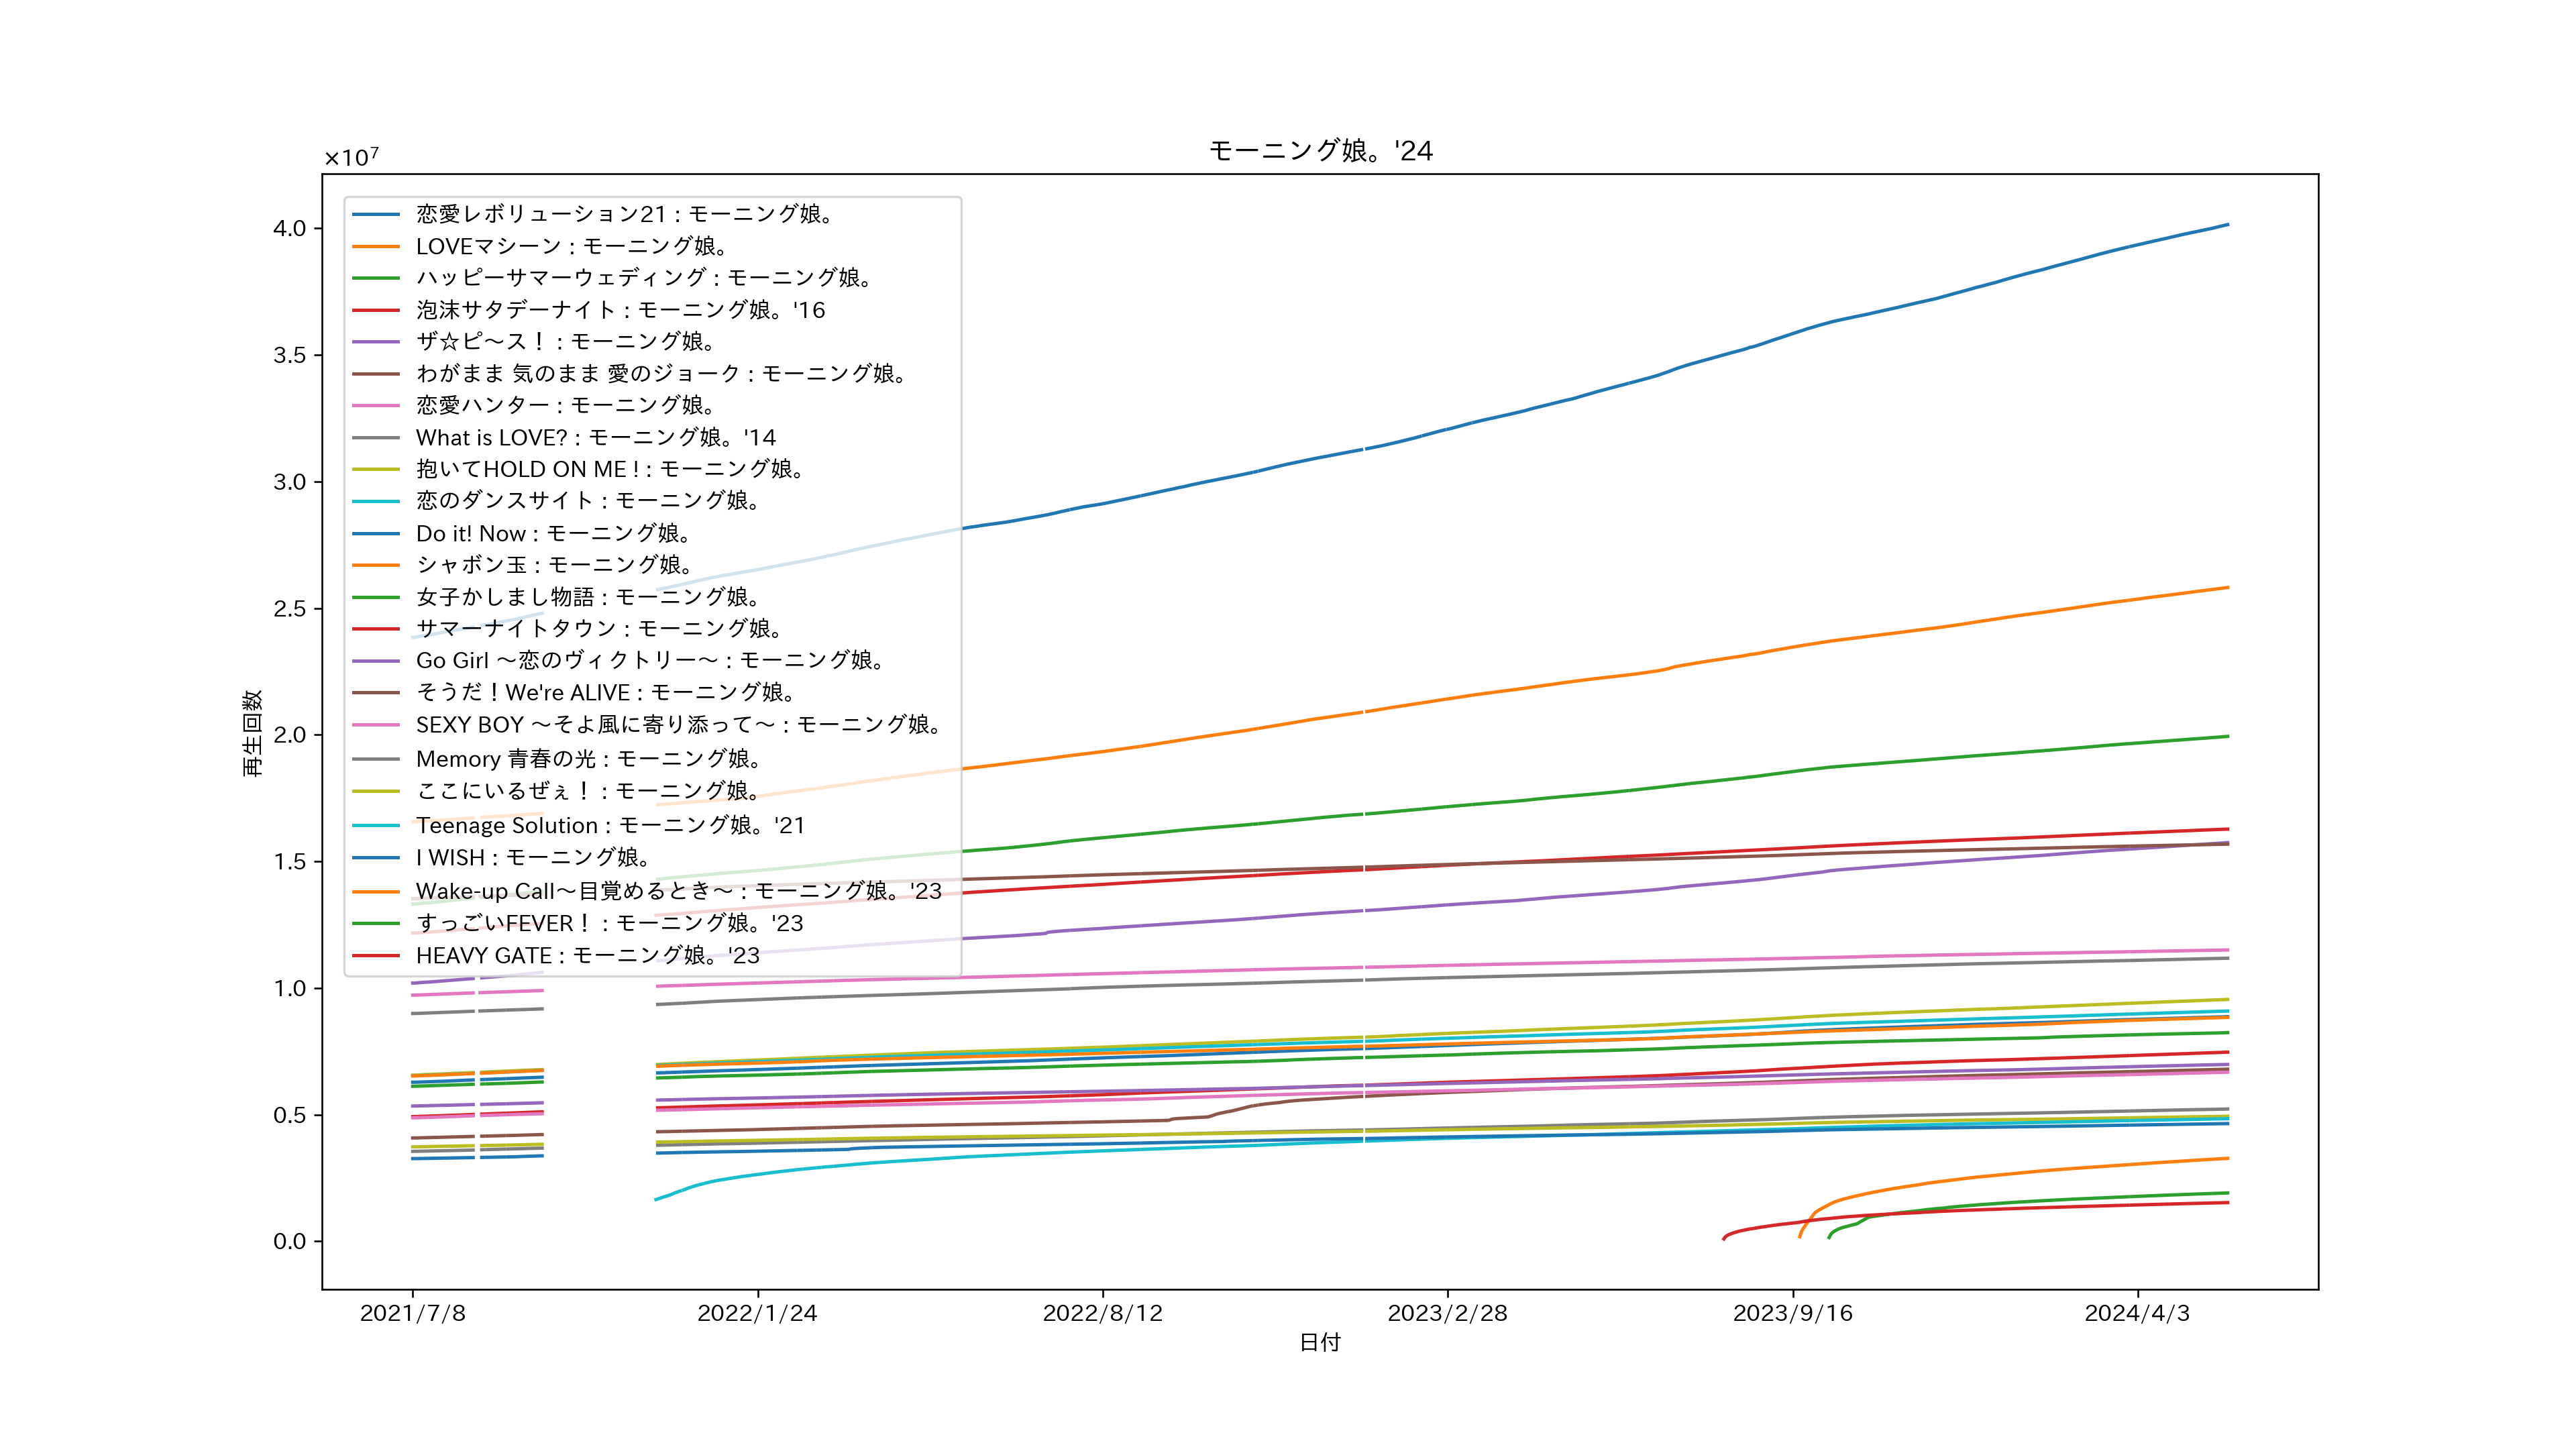 モーニング娘。'24
×10⁷
4.0
3.5
3.0
2.5
2.0
1.5
1.0
0.5
0.0
再生回数
恋愛レボリューション21 : モーニング娘。
LOVEマシーン : モーニング娘。
ハッピーサマーウェディング : モーニング娘。
泡沫サタデーナイト : モーニング娘。'16
ザ☆ピ〜ス！ : モーニング娘。
わがまま 気のまま 愛のジョーク : モーニング娘。
恋愛ハンター : モーニング娘。
What is LOVE? : モーニング娘。'14
抱いてHOLD ON ME ! : モーニング娘。
恋のダンスサイト : モーニング娘。
Do it! Now : モーニング娘。
シャボン玉 : モーニング娘。
女子かしまし物語 : モーニング娘。
サマーナイトタウン : モーニング娘。
Go Girl 〜恋のヴィクトリー〜 : モーニング娘。
そうだ！We're ALIVE : モーニング娘。
SEXY BOY 〜そよ風に寄り添って〜 : モーニング娘。
Memory 青春の光 : モーニング娘。
ここにいるぜぇ！ : モーニング娘。
Teenage Solution : モーニング娘。'21
I WISH : モーニング娘。
Wake-up Call〜目覚めるとき〜 : モーニング娘。'23
すっごいFEVER！ : モーニング娘。'23
HEAVY GATE : モーニング娘。'23
2021/7/8 2022/1/24 2022/8/12 2023/2/28 2023/9/16 2024/4/3
日付